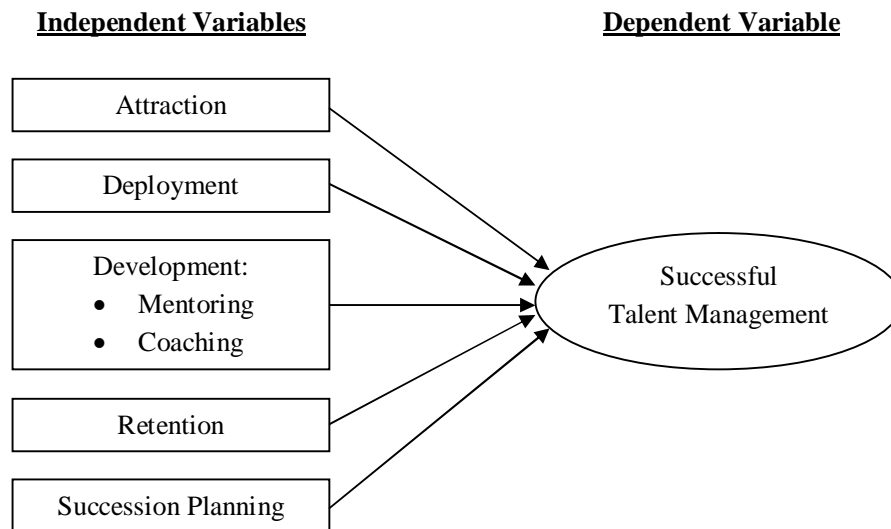 Independent Variables
Dependent Variable
Attraction
Deployment
Development:
• Mentoring
• Coaching
Retention
Succession Planning
Successful
Talent Management